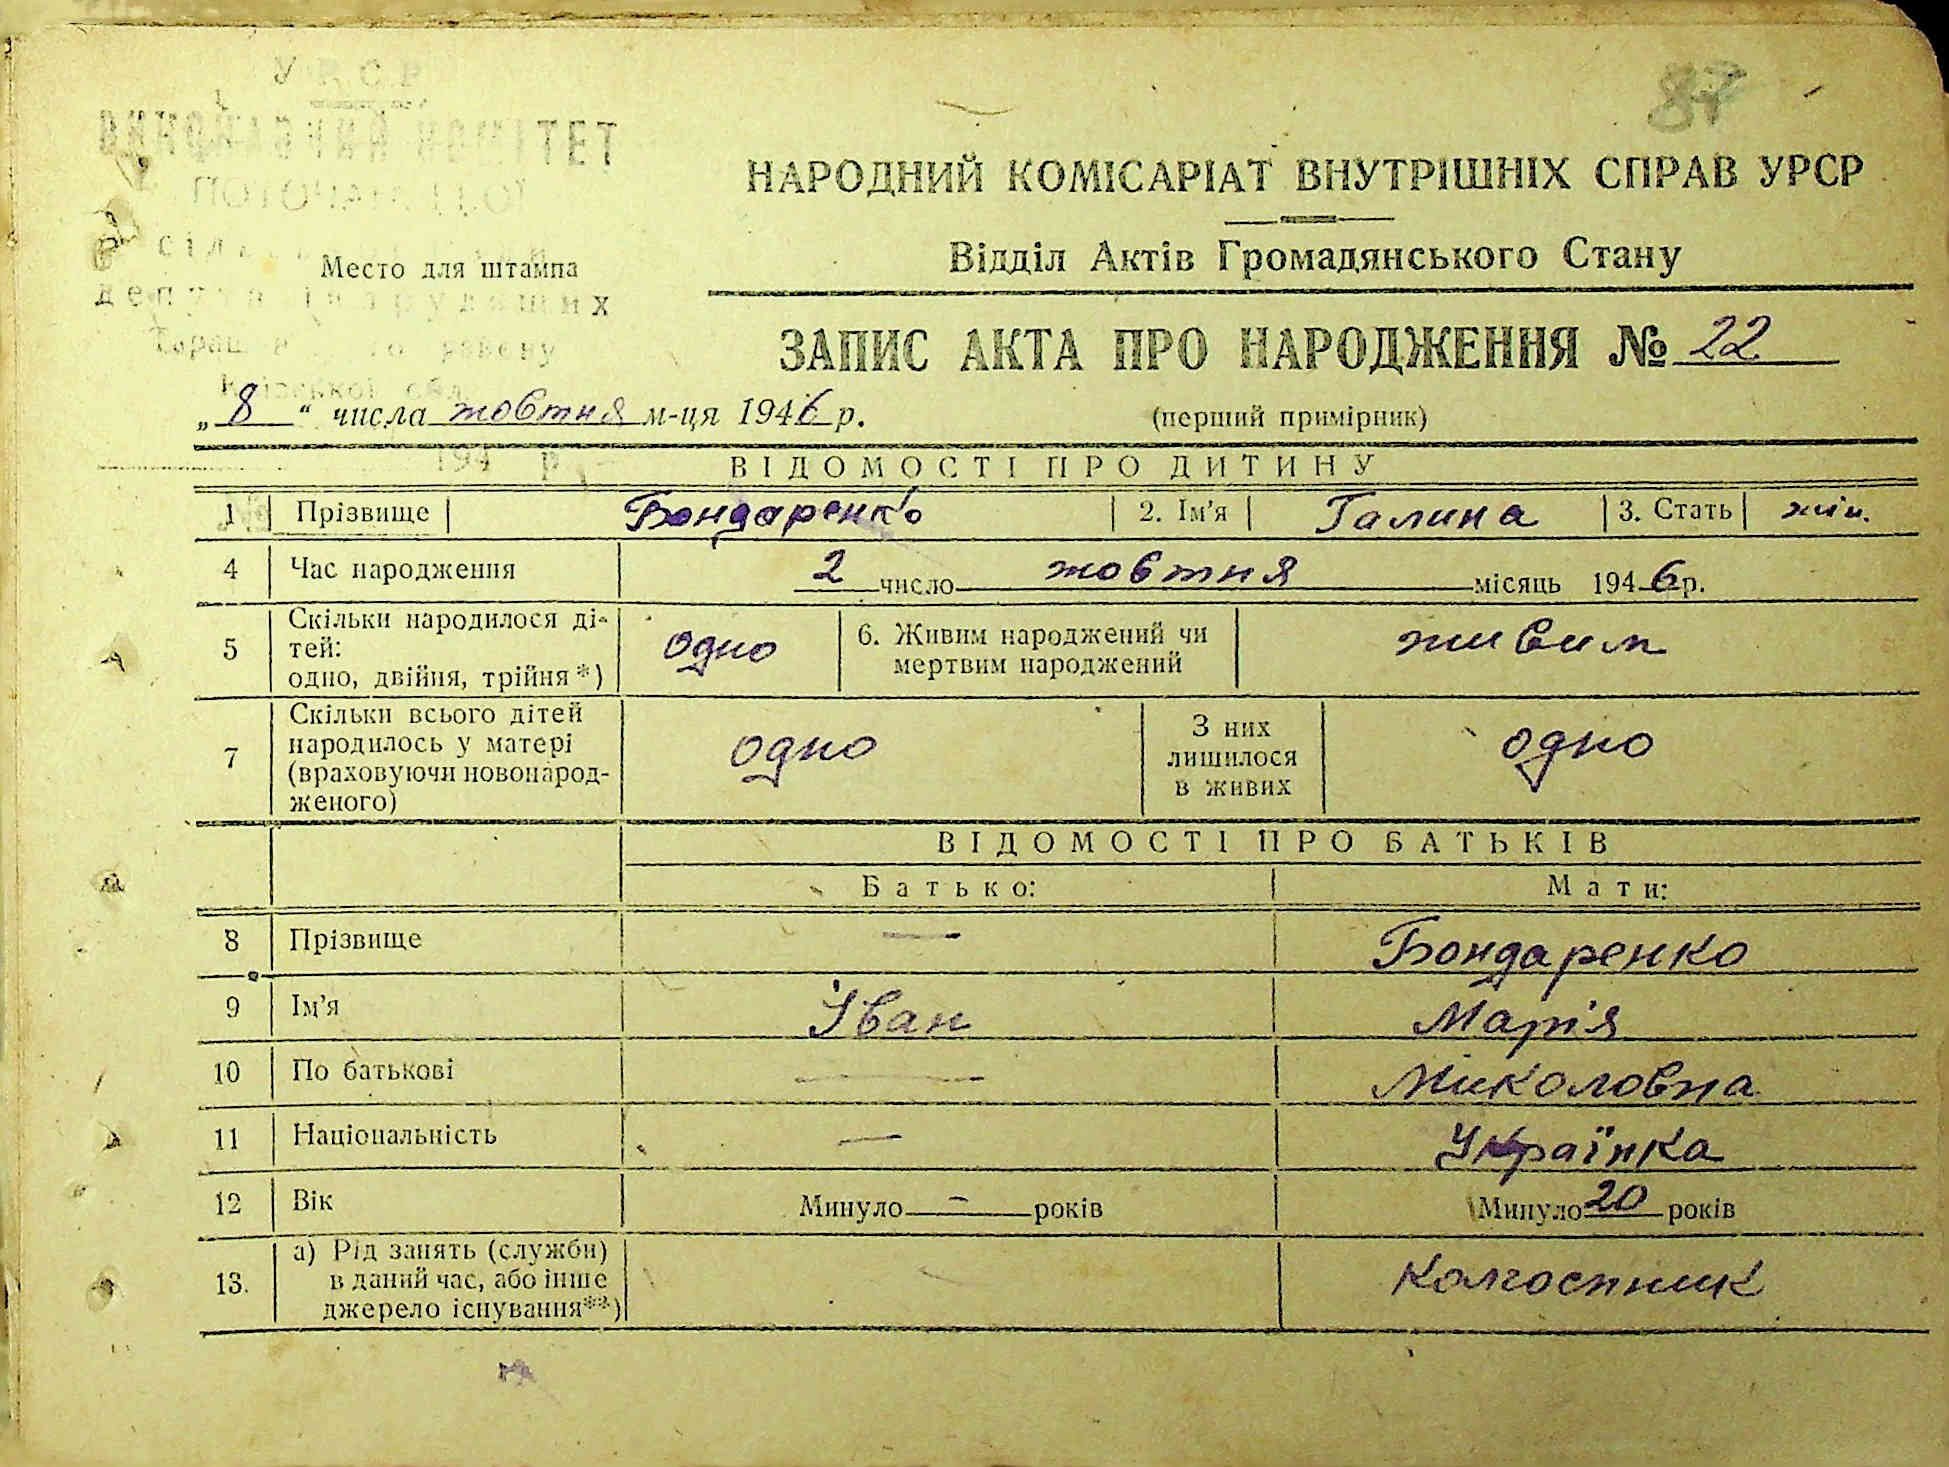 У Р С Р
87
ВИКОНАВЧИЙ КОМІТЕТ
НАРОДНИЙ КОМІСАРІАТ ВНУТРІШНІХ СПРАВ УРСР
Відділ Актів Громадянського Стану
Место для штампа
ЗАПИС АКТА ПРО НАРОДЖЕННЯ № 22
„8“ числа жовтня м-ця 1946 р.
(перший примірник)
194 р.
ВІДОМОСТІ ПРО ДИТИНУ
1 Прізвище Бондаренко 2. Ім'я Галина 3. Стать жін.
4 Час народження 2 число жовтня місяць 1946 р.
5 Скільки народилося ді-
тей:
одно, двійня, трійня*) одно 6. Живим народжений чи
мертвим народжений живим
7 Скільки всього дітей
народилось у матері
(враховуючи новонарод-
женого) одно З них
лишилося
в живих одно
ВІДОМОСТІ ПРО БАТЬКІВ
Батько: Мати:
8 Прізвище — Бондаренко
9 Ім'я Іван Марія
10 По батькові — Миколовна
11 Національність — Українка
12 Вік Минуло - років Минуло 20 років
13. а) Рід занять (служби)
в даний час, або інше
джерело існування**) колгоспник